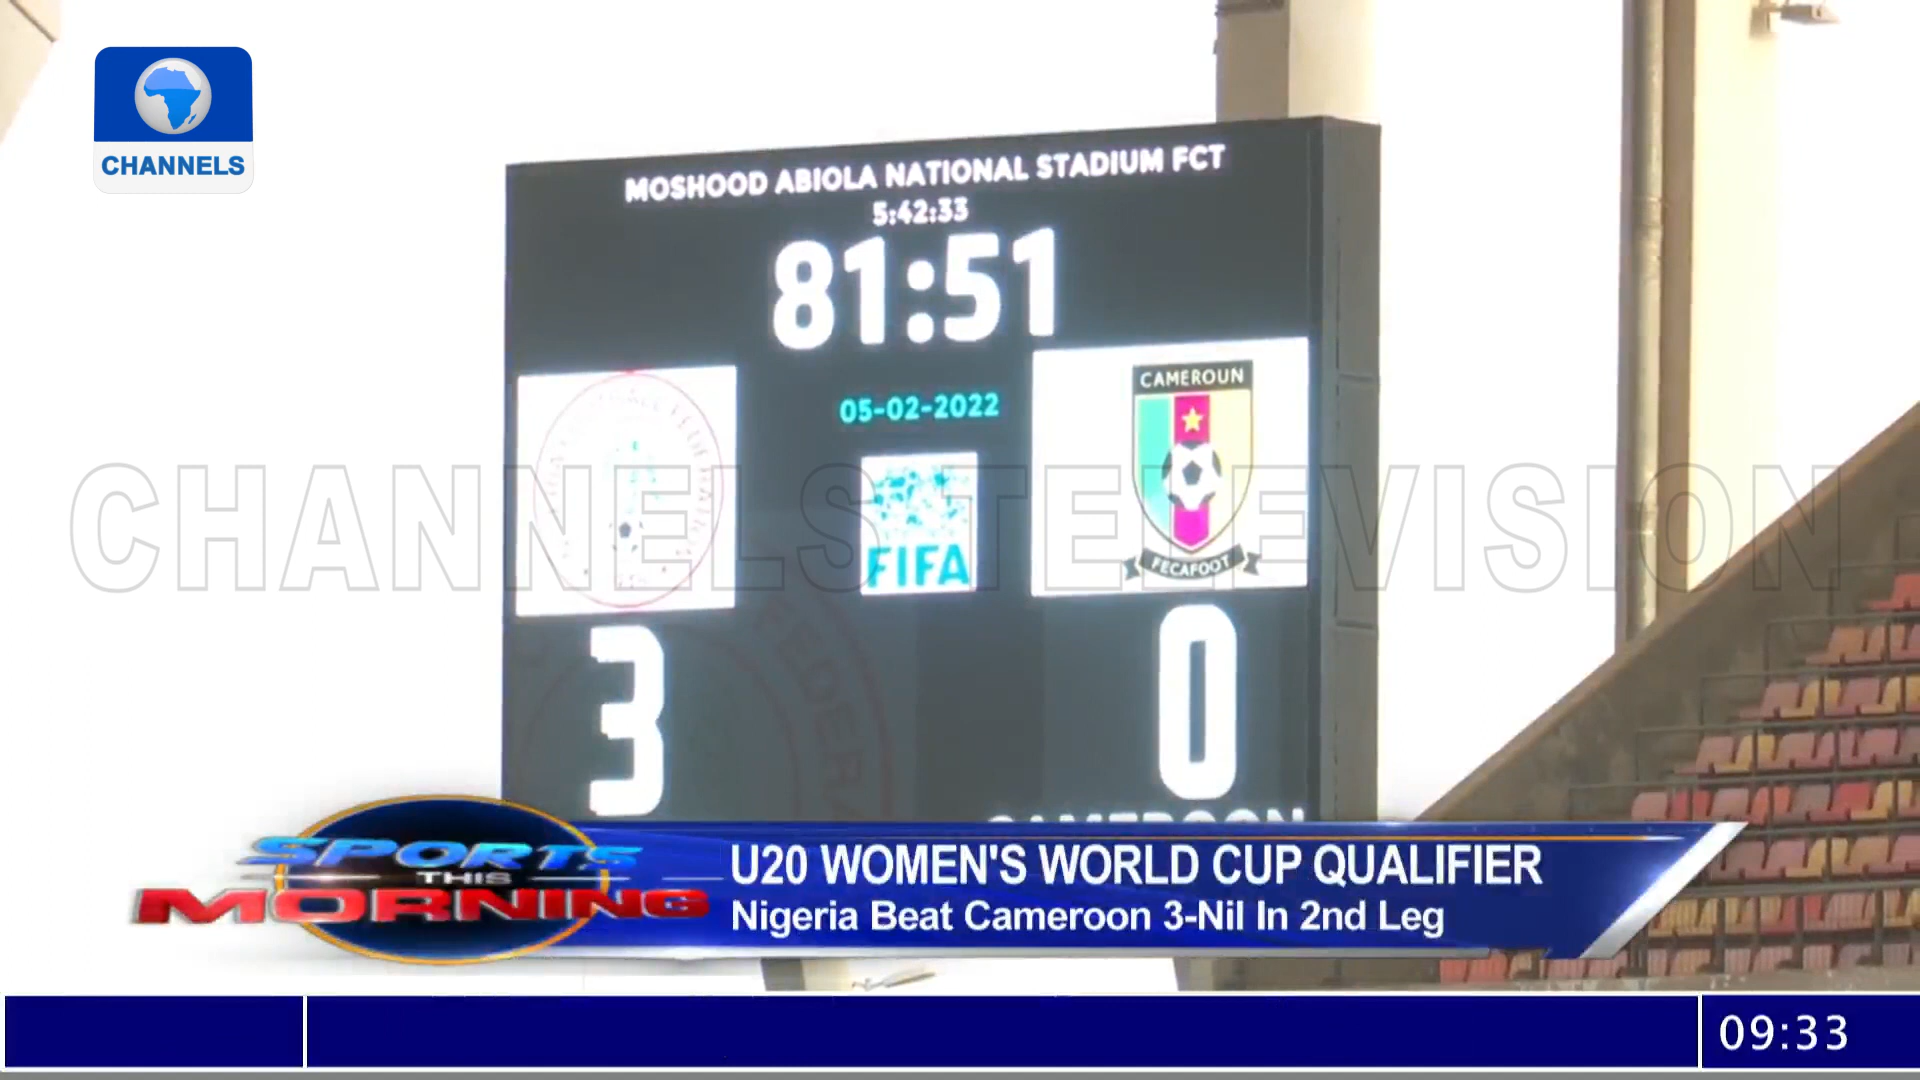 CHANNELS
MOSHOOD ABIOLA NATIONAL STADIUM FCT
5:42:33
81:51
05-02-2022
CAMEROUN
FECAFOOT
FIFA
CHANNELS TELEVISION
3
0
CAMEROON
SPORTS
THIS
MORNING
U20 WOMEN'S WORLD CUP QUALIFIER
Nigeria Beat Cameroon 3-Nil In 2nd Leg
09:33